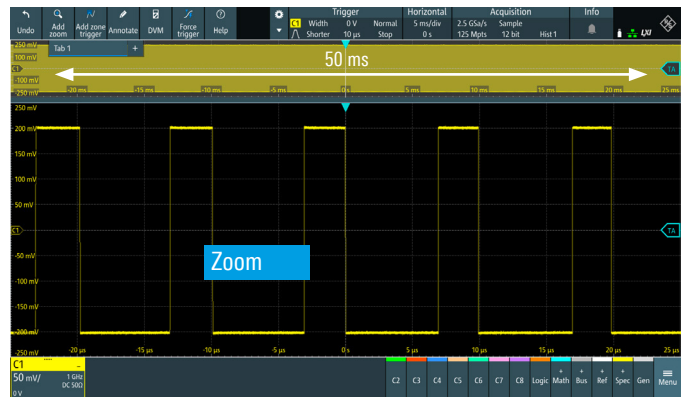 Undo
Add zoom
Add zone trigger
Annotate
DVM
Force trigger
Help
Trigger
C1 Width 0 V Normal
Shorter 10 µs Stop
Horizontal
5 ms/div
0 s
Acquisition
2.5 GSa/s Sample
125 Mpts 12 bit Hist1
Info
LXI
Tab 1 +
250 mV
100 mV
C1
-100 mV
-250 mV
50 ms
TA
-20 ms -15 ms -10 ms -5 ms 0 s 5 ms 10 ms 15 ms 20 ms 25 ms
250 mV
200 mV
150 mV
100 mV
50 mV
C1
TA
-50 mV
Zoom
-100 mV
-150 mV
-200 mV
-250 mV
-20 µs -15 µs -10 µs -5 µs 0 s 5 µs 10 µs 15 µs 20 µs 25 µs
C1
50 mV/ 1 GHz
DC 50Ω
0 V
C2 C3 C4 C5 C6 C7 C8 Logic + Math + Bus + Ref + Spec Gen Menu